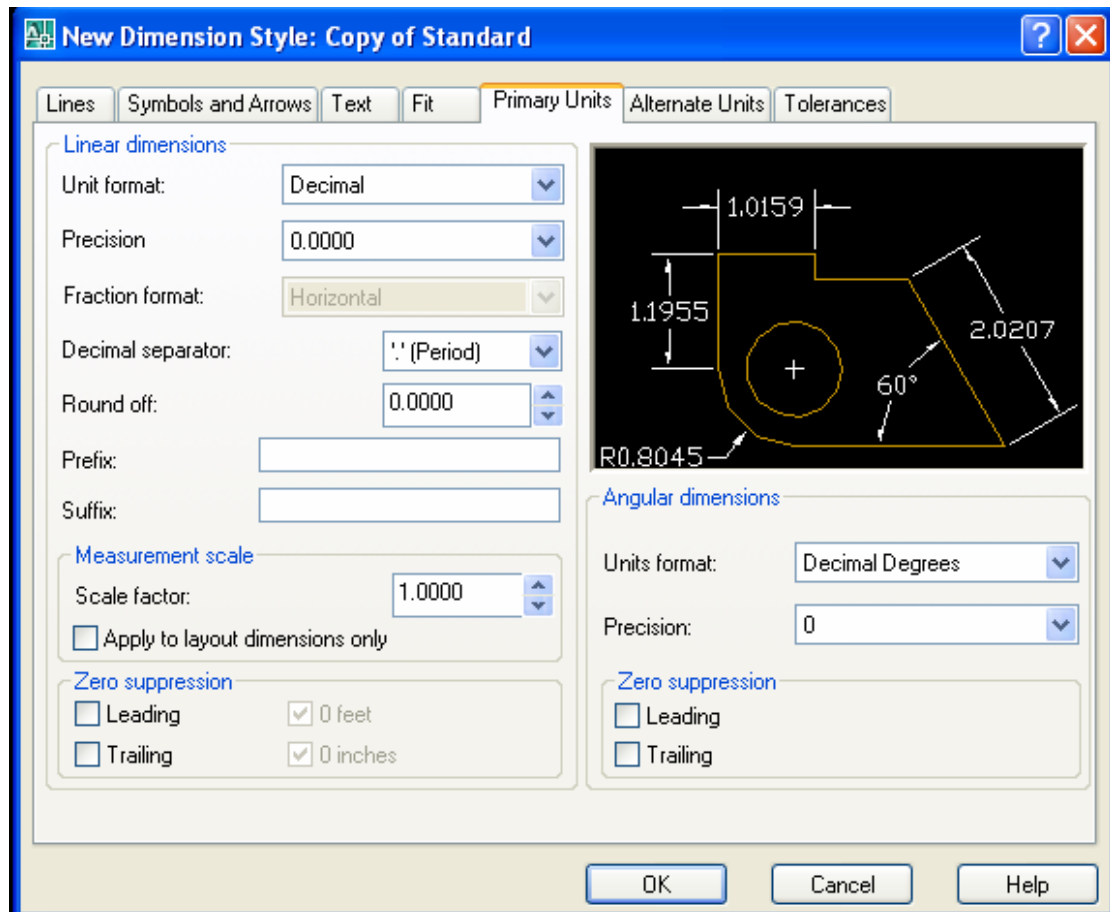 New Dimension Style: Copy of Standard
Lines Symbols and Arrows Text Fit Primary Units Alternate Units Tolerances
Linear dimensions
Unit format: Decimal
Precision 0.0000
Fraction format: Horizontal
Decimal separator: '.' (Period)
Round off: 0.0000
Prefix:
Suffix:
Measurement scale
Scale factor: 1.0000
Apply to layout dimensions only
Zero suppression
Leading 0 feet
Trailing 0 inches
1.0159
1.1955
2.0207
60°
R0.8045
Angular dimensions
Units format: Decimal Degrees
Precision: 0
Zero suppression
Leading
Trailing
OK Cancel Help